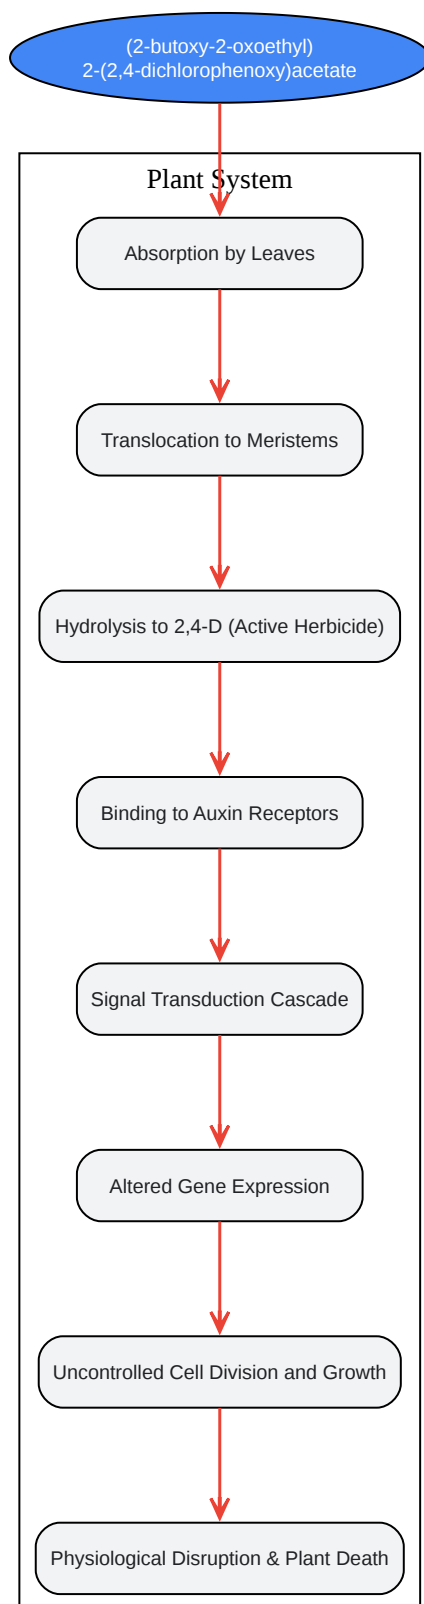 (2-butoxy-2-oxoethyl)
2-(2,4-dichlorophenoxy)acetate
Plant System
Absorption by Leaves
Translocation to Meristems
Hydrolysis to 2,4-D (Active Herbicide)
Binding to Auxin Receptors
Signal Transduction Cascade
Altered Gene Expression
Uncontrolled Cell Division and Growth
Physiological Disruption & Plant Death